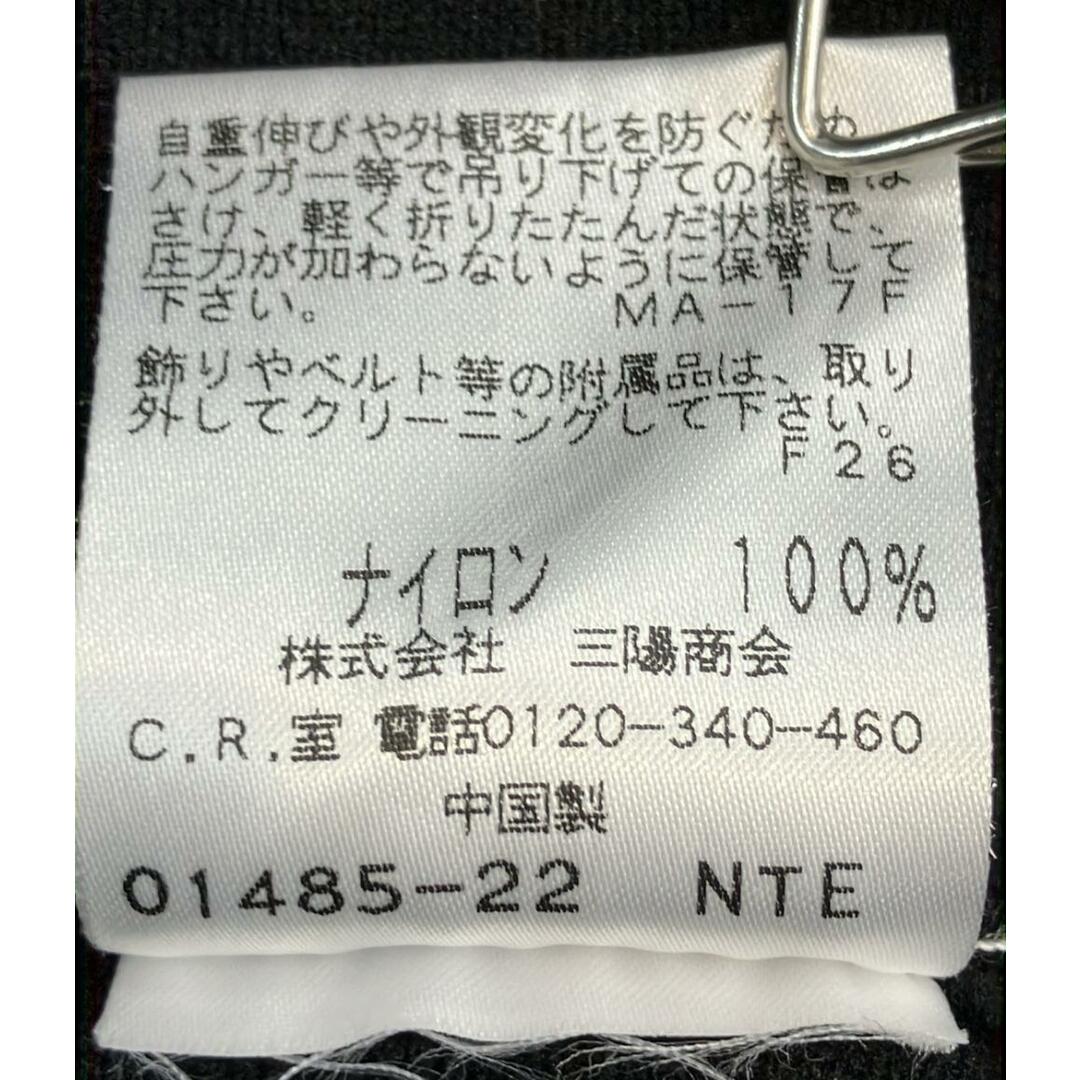 自重伸びや外観変化を防ぐため、
ハンガー等で吊り下げての保管は
さけ、軽く折りたたんだ状態で、
圧力が加わらないように保管して
下さい。 MA-17F
飾りやベルト等の附属品は、取り
外してクリーニングして下さい。
F26
ナイロン 100%
株式会社 三陽商会
C.R.室 電話0120-340-460
中国製
01485-22 NTE